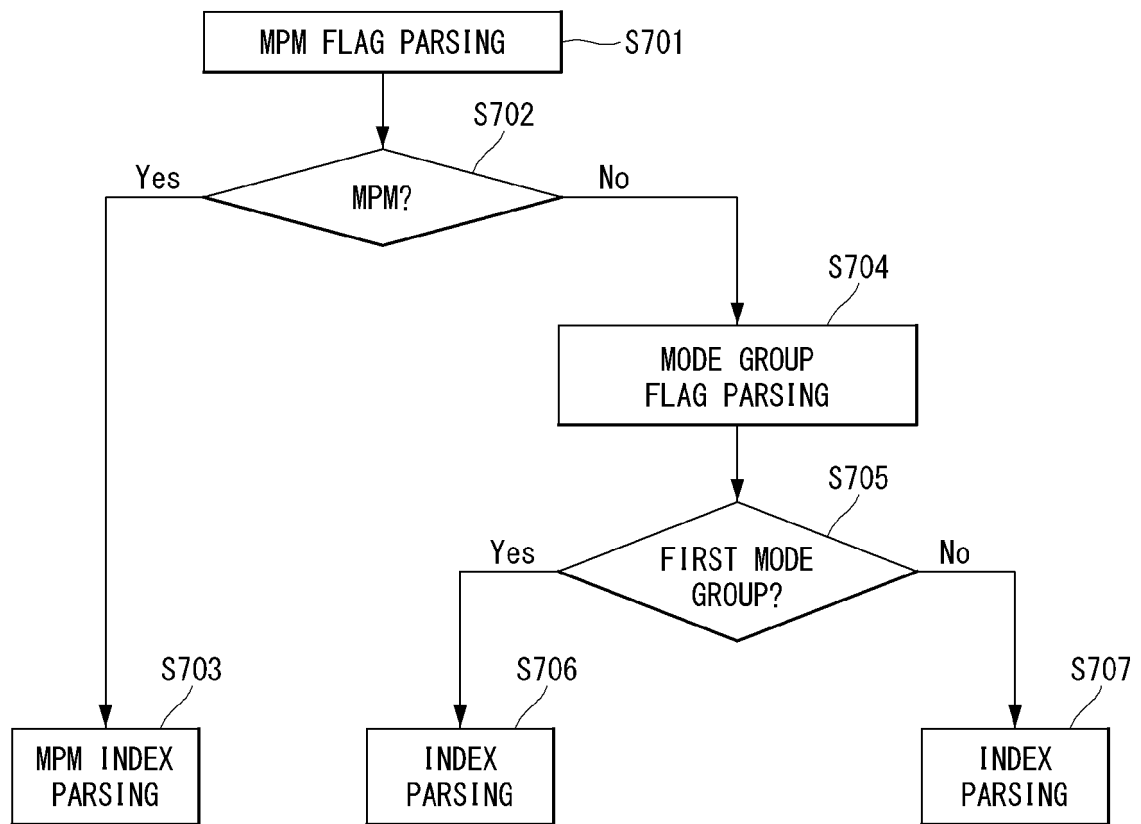 MPM FLAG PARSING
S701
S702
Yes
MPM?
No
S704
MODE GROUP
FLAG PARSING
S705
Yes
FIRST MODE
GROUP?
No
S703
MPM INDEX
PARSING
S706
INDEX
PARSING
S707
INDEX
PARSING